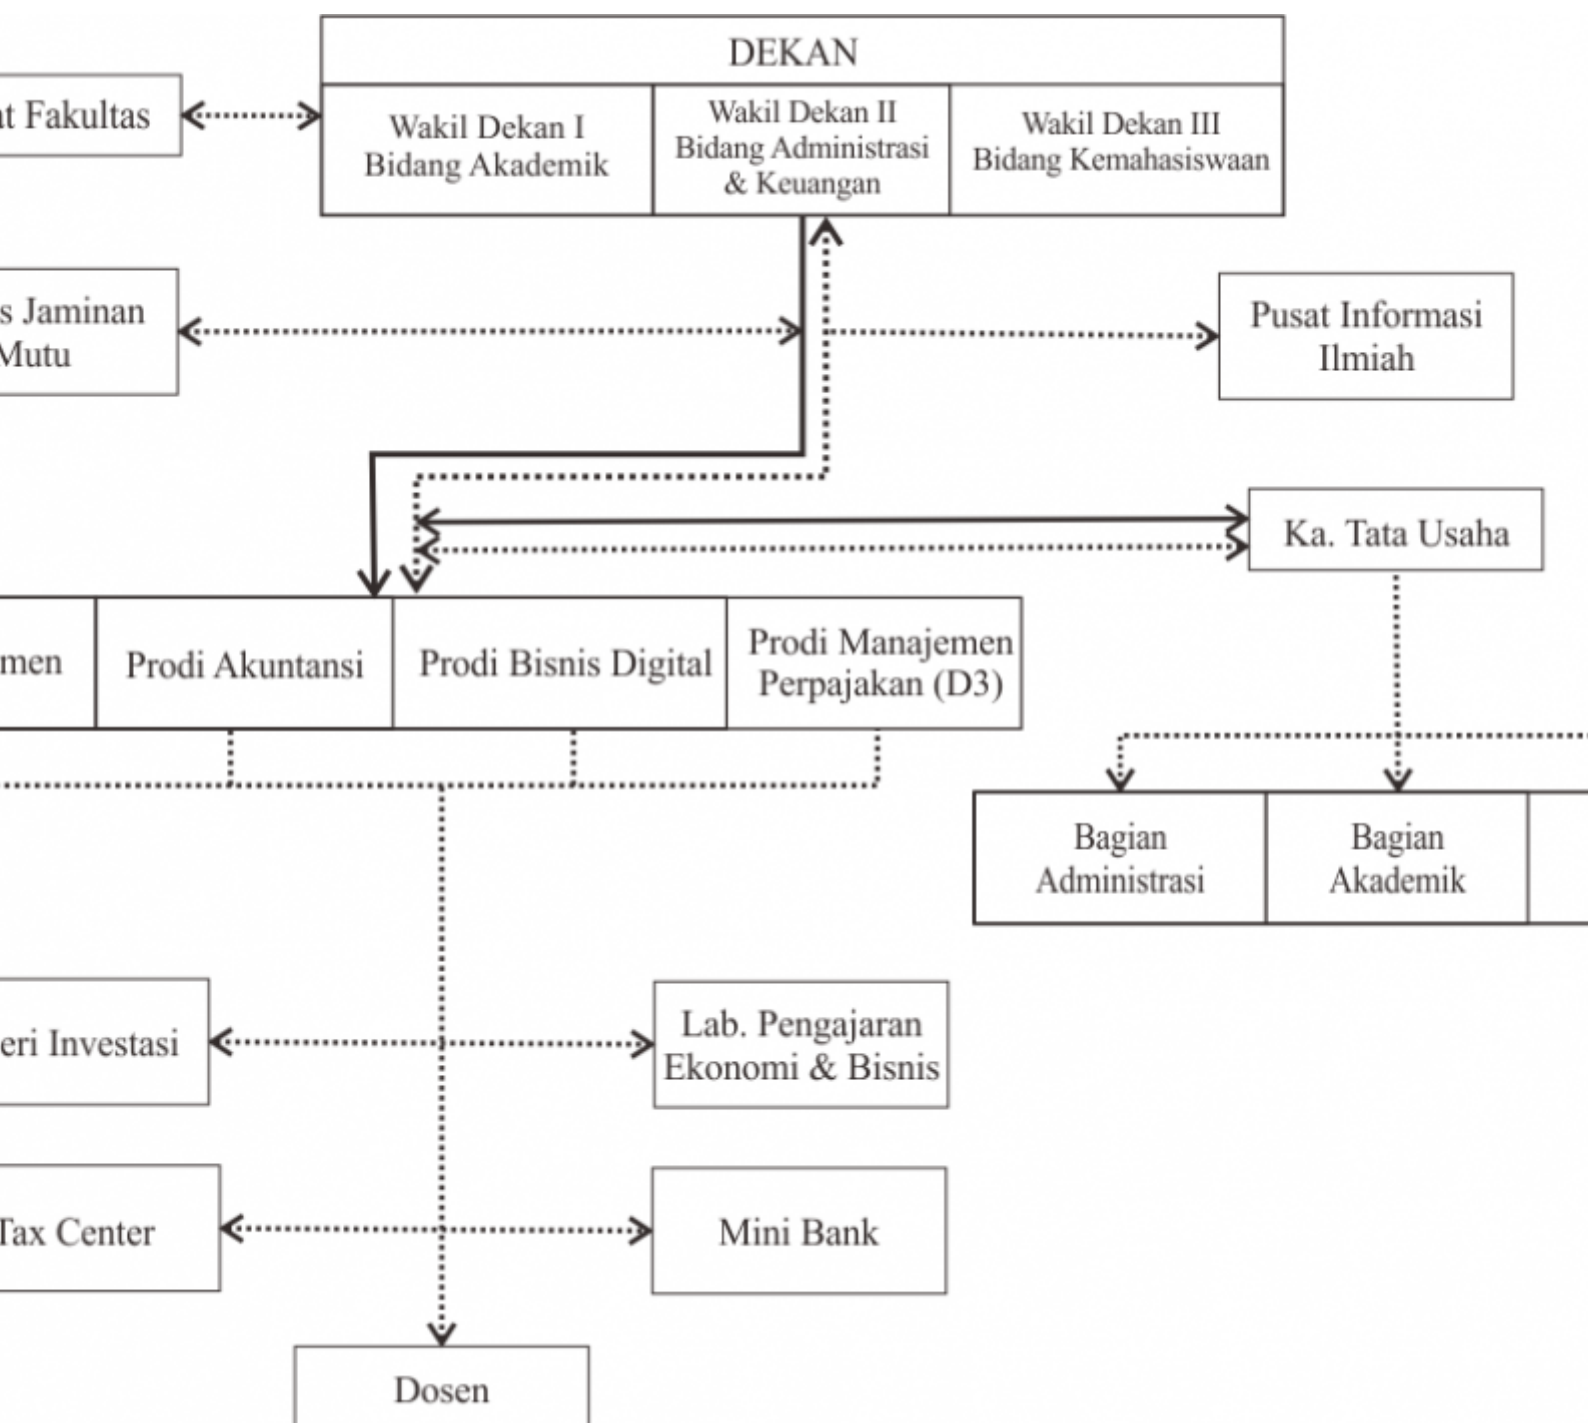 DEKAN
at Fakultas
Wakil Dekan I
Bidang Akademik
Wakil Dekan II
Bidang Administrasi
& Keuangan
Wakil Dekan III
Bidang Kemahasiswaan
s Jaminan
Mutu
Pusat Informasi
Ilmiah
Ka. Tata Usaha
men
Prodi Akuntansi
Prodi Bisnis Digital
Prodi Manajemen
Perpajakan (D3)
Bagian
Administrasi
Bagian
Akademik
eri Investasi
Lab. Pengajaran
Ekonomi & Bisnis
Tax Center
Mini Bank
Dosen